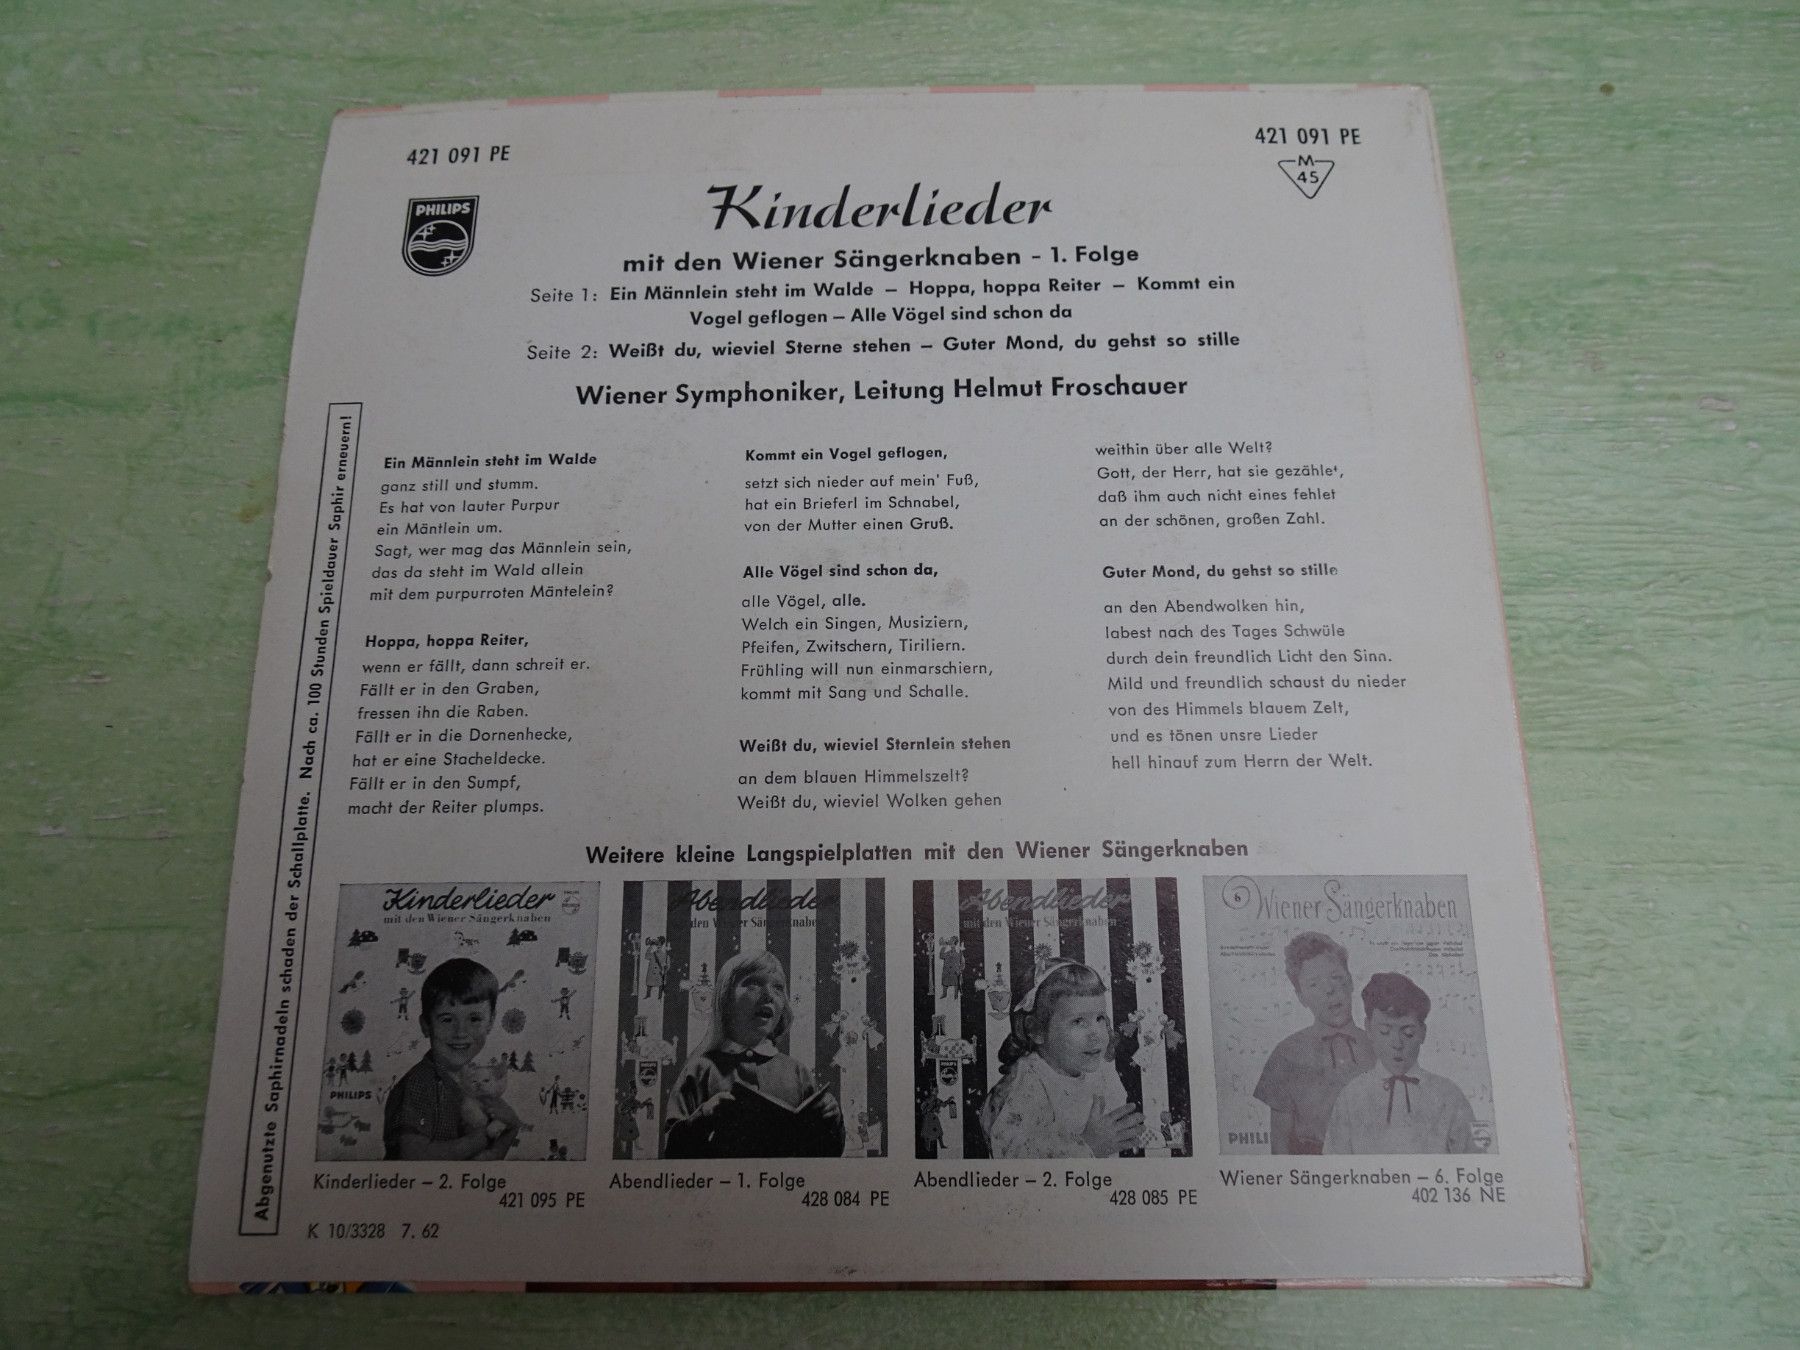 421 091 PE
421 091 PE
M
45
PHILIPS
Kinderlieder
mit den Wiener Sängerknaben - 1. Folge
Seite 1: Ein Männlein steht im Walde – Hoppa, hoppa Reiter – Kommt ein
Vogel geflogen – Alle Vögel sind schon da
Seite 2: Weißt du, wieviel Sterne stehen – Guter Mond, du gehst so stille
Wiener Symphoniker, Leitung Helmut Froschauer
Abgenutzte Saphirnadeln schaden der Schallplatte. Nach ca. 100 Stunden Spieldauer Saphir erneuern!
Ein Männlein steht im Walde
ganz still und stumm.
Es hat von lauter Purpur
ein Mäntlein um.
Sagt, wer mag das Männlein sein,
das da steht im Wald allein
mit dem purpurroten Mäntelein?
Hoppa, hoppa Reiter,
wenn er fällt, dann schreit er.
Fällt er in den Graben,
fressen ihn die Raben.
Fällt er in die Dornenhecke,
hat er eine Stacheldecke.
Fällt er in den Sumpf,
macht der Reiter plumps.
Kommt ein Vogel geflogen,
setzt sich nieder auf mein' Fuß,
hat ein Brieferl im Schnabel,
von der Mutter einen Gruß.
Alle Vögel sind schon da,
alle Vögel, alle.
Welch ein Singen, Musiziern,
Pfeifen, Zwitschern, Tiriliern.
Frühling will nun einmarschiern,
kommt mit Sang und Schalle.
Weißt du, wieviel Sternlein stehen
an dem blauen Himmelszelt?
Weißt du, wieviel Wolken gehen
weithin über alle Welt?
Gott, der Herr, hat sie gezählet,
daß ihm auch nicht eines fehlet
an der schönen, großen Zahl.
Guter Mond, du gehst so stille
an den Abendwolken hin,
labest nach des Tages Schwüle
durch dein freundlich Licht den Sinn.
Mild und freundlich schaust du nieder
von des Himmels blauem Zelt,
und es tönen unsre Lieder
hell hinauf zum Herrn der Welt.
Weitere kleine Langspielplatten mit den Wiener Sängerknaben
Kinderlieder
mit den Wiener Sängerknaben
PHILIPS
Abendlieder
den Wiener Sängerknaben
Abendlieder
mit den Wiener Sängerknaben
6 Wiener Sängerknaben
PHILI
Kinderlieder – 2. Folge
421 095 PE
Abendlieder – 1. Folge
428 084 PE
Abendlieder – 2. Folge
428 085 PE
Wiener Sängerknaben – 6. Folge
402 136 NE
K 10/3328 7. 62